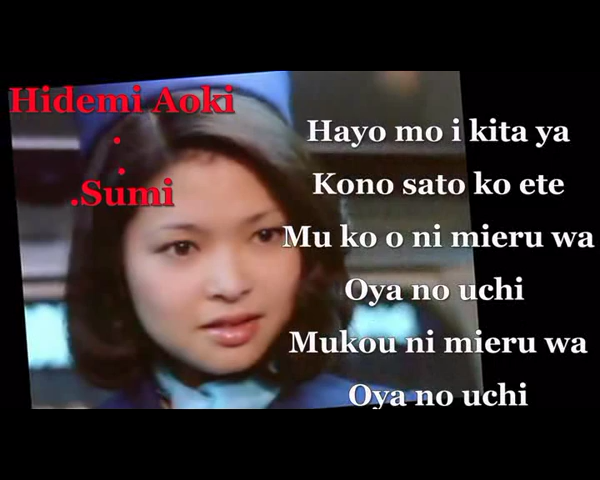 Hidemi Aoki
.
.
.Sumi
Hayo mo i kita ya
Kono sato ko ete
Mu ko o ni mieru wa
Oya no uchi
Mukou ni mieru wa
Oya no uchi